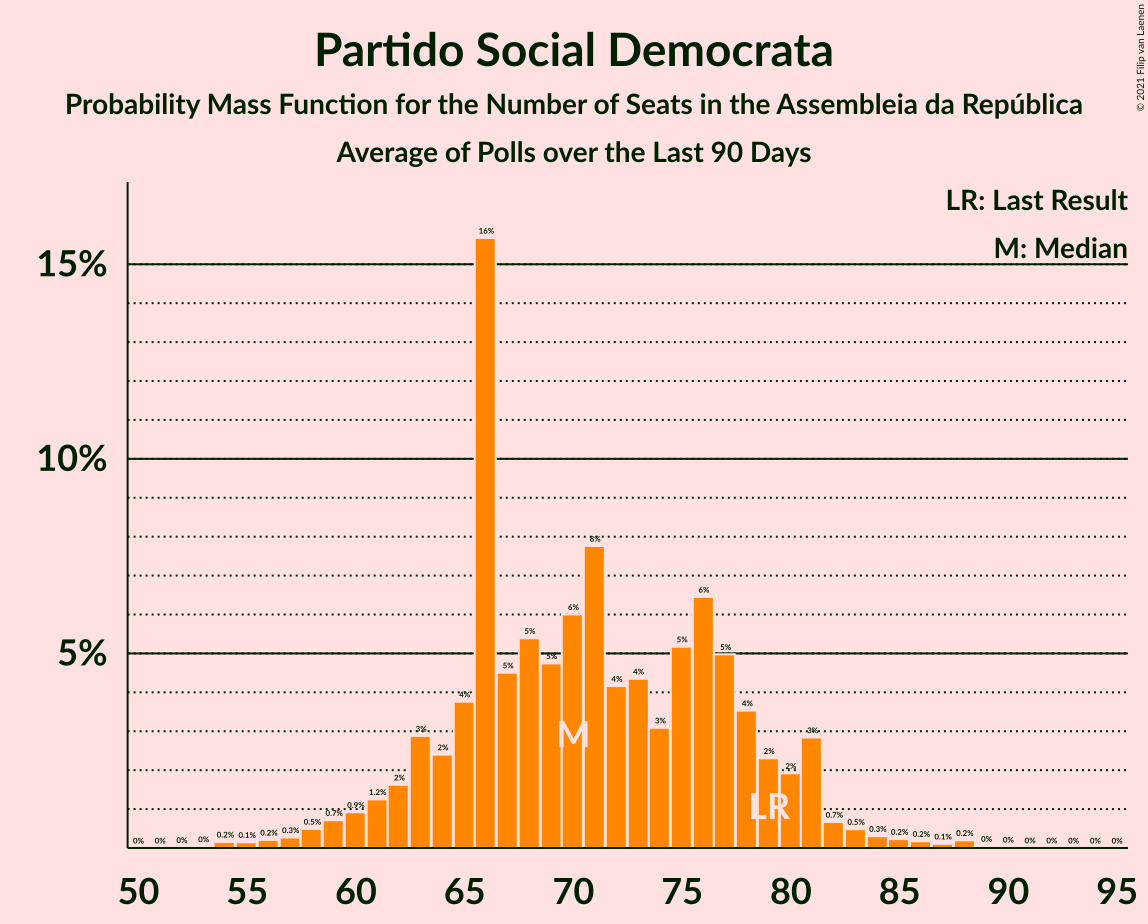 Partido Social Democrata
Probability Mass Function for the Number of Seats in the Assembleia da República
Average of Polls over the Last 90 Days
© 2021 Filip van Laenen
LR: Last Result
M: Median
15%
10%
5%
0% 0% 0% 0% 0.2% 0.1% 0.2% 0.3% 0.5% 0.7% 0.9% 1.2% 2% 3% 2% 4% 16% 5% 5% 5% 6% 8% 4% 4% 3% 5% 6% 5% 4% 2% 2% 3% 0.7% 0.5% 0.3% 0.2% 0.2% 0.1% 0.2% 0% 0% 0% 0% 0% 0% 0%
M
LR
50 55 60 65 70 75 80 85 90 95